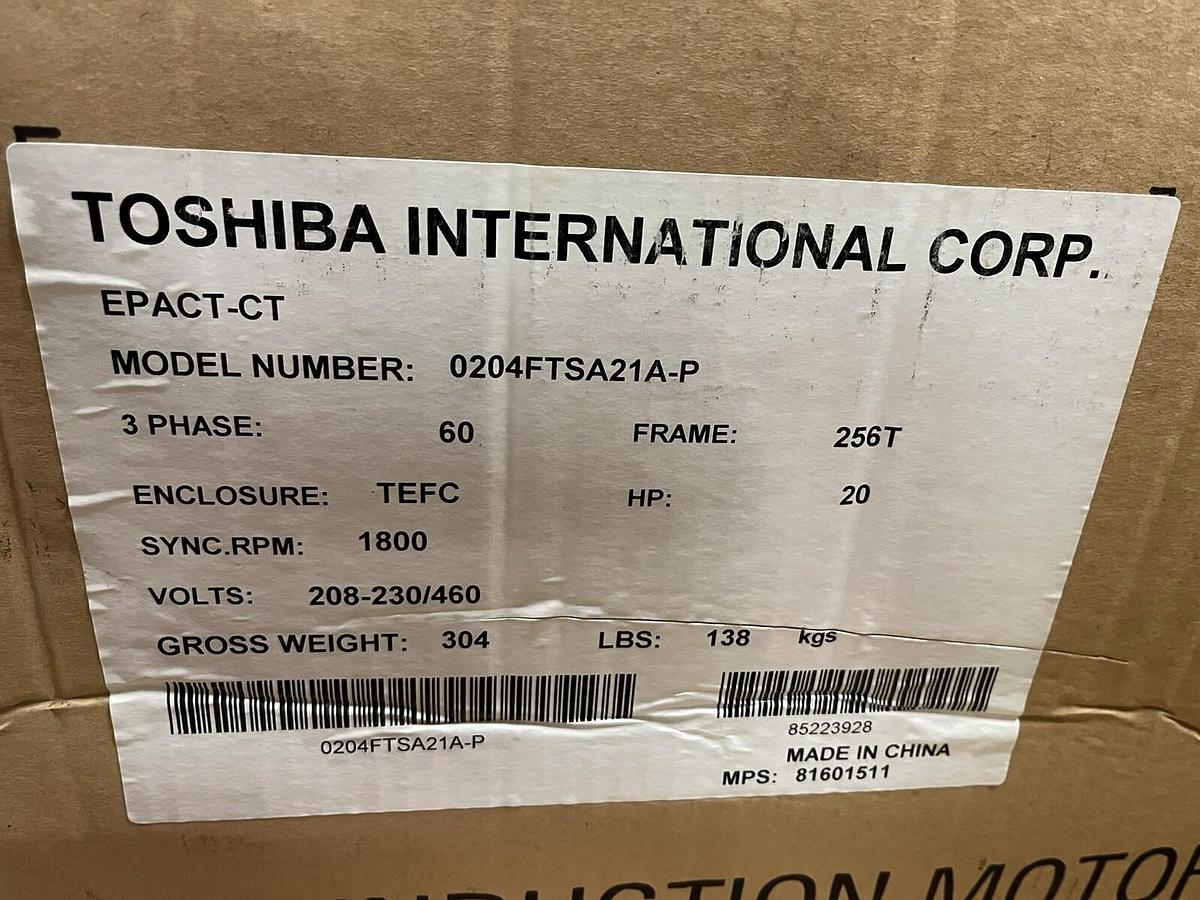 TOSHIBA INTERNATIONAL CORP.
EPACT-CT
MODEL NUMBER: 0204FTSA21A-P
3 PHASE: 60 FRAME: 256T
ENCLOSURE: TEFC HP: 20
SYNC.RPM: 1800
VOLTS: 208-230/460
GROSS WEIGHT: 304 LBS: 138 kgs
0204FTSA21A-P
85223928
MADE IN CHINA
MPS: 81601511
MOTOR